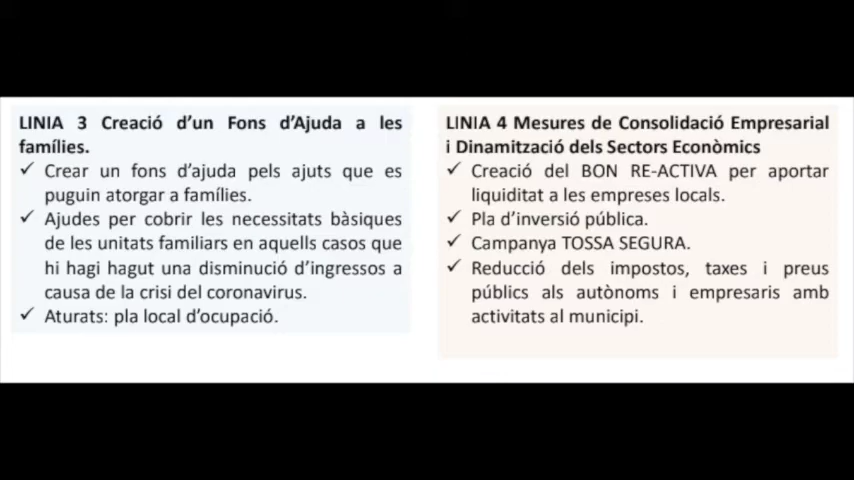 LINIA 3 Creació d'un Fons d'Ajuda a les
famílies.
✓ Crear un fons d'ajuda pels ajuts que es
puguin atorgar a famílies.
✓ Ajudes per cobrir les necessitats bàsiques
de les unitats familiars en aquells casos que
hi hagi hagut una disminució d'ingressos a
causa de la crisi del coronavirus.
✓ Aturats: pla local d'ocupació.
LINIA 4 Mesures de Consolidació Empresarial
i Dinamització dels Sectors Econòmics
✓ Creació del BON RE-ACTIVA per aportar
liquiditat a les empreses locals.
✓ Pla d'inversió pública.
✓ Campanya TOSSA SEGURA.
✓ Reducció dels impostos, taxes i preus
públics als autònoms i empresaris amb
activitats al municipi.